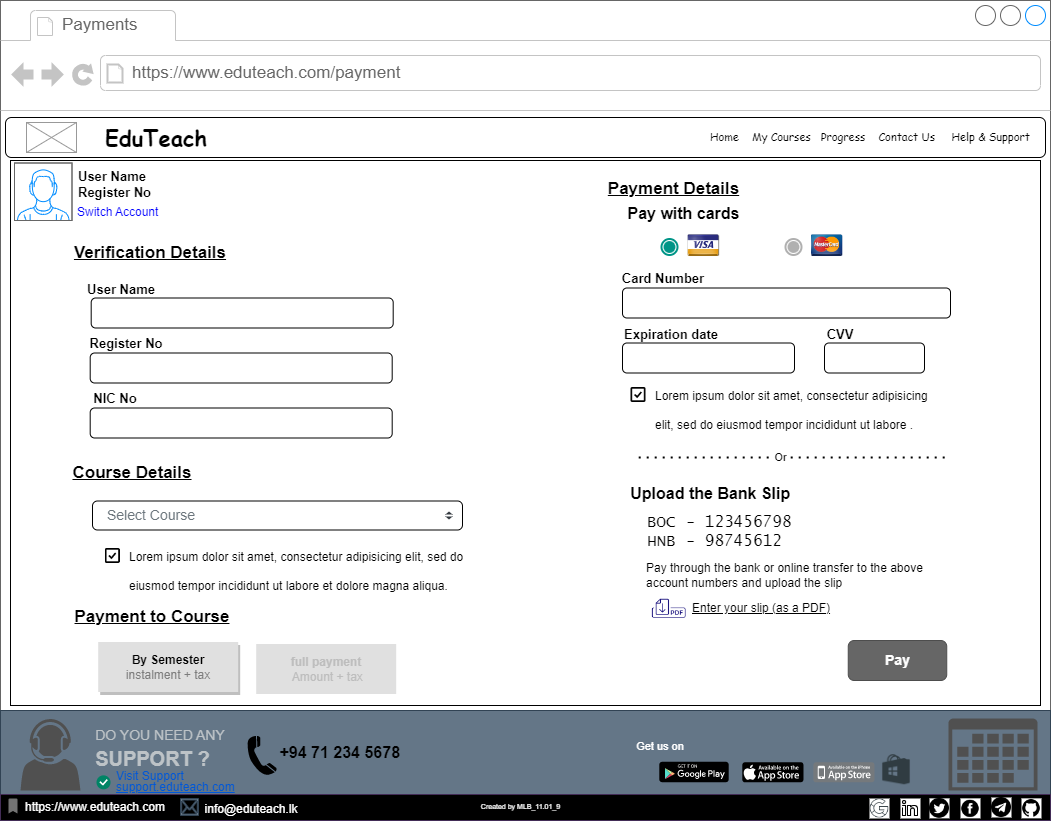 Payments
https://www.eduteach.com/payment
EduTeach
Home
My Courses
Progress
Contact Us
Help & Support
User Name
Register No
Switch Account
Verification Details
User Name
Register No
NIC No
Course Details
Select Course
Lorem ipsum dolor sit amet, consectetur adipisicing elit, sed do
eiusmod tempor incididunt ut labore et dolore magna aliqua.
Payment to Course
By Semester
instalment + tax
full payment
Amount + tax
Payment Details
Pay with cards
VISA
MasterCard
Card Number
Expiration date
CVV
Lorem ipsum dolor sit amet, consectetur adipisicing
elit, sed do eiusmod tempor incididunt ut labore .
Or
Upload the Bank Slip
BOC - 123456798
HNB - 98745612
Pay through the bank or online transfer to the above
account numbers and upload the slip
PDF
Enter your slip (as a PDF)
Pay
DO YOU NEED ANY
SUPPORT ?
Visit Support
support.eduteach.com
+94 71 234 5678
Get us on
GET IT ON
Google Play
Available on the
App Store
Available on the iPhone
App Store
https://www.eduteach.com
info@eduteach.lk
Created by MLB_11.01_9